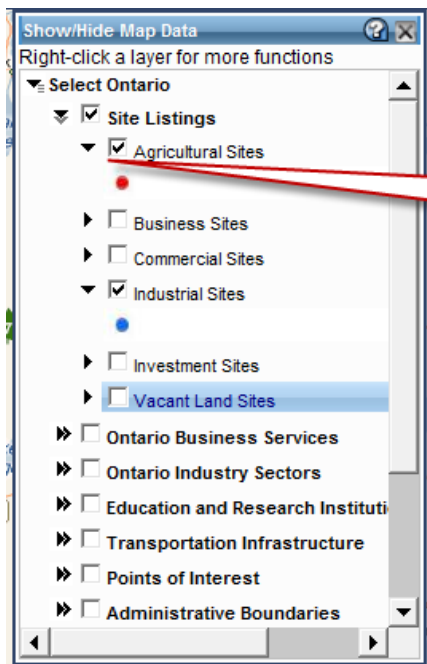 Show/Hide Map Data
Right-click a layer for more functions
Select Ontario
Site Listings
Agricultural Sites
Business Sites
Commercial Sites
Industrial Sites
Investment Sites
Vacant Land Sites
Ontario Business Services
Ontario Industry Sectors
Education and Research Instituti
Transportation Infrastructure
Points of Interest
Administrative Boundaries